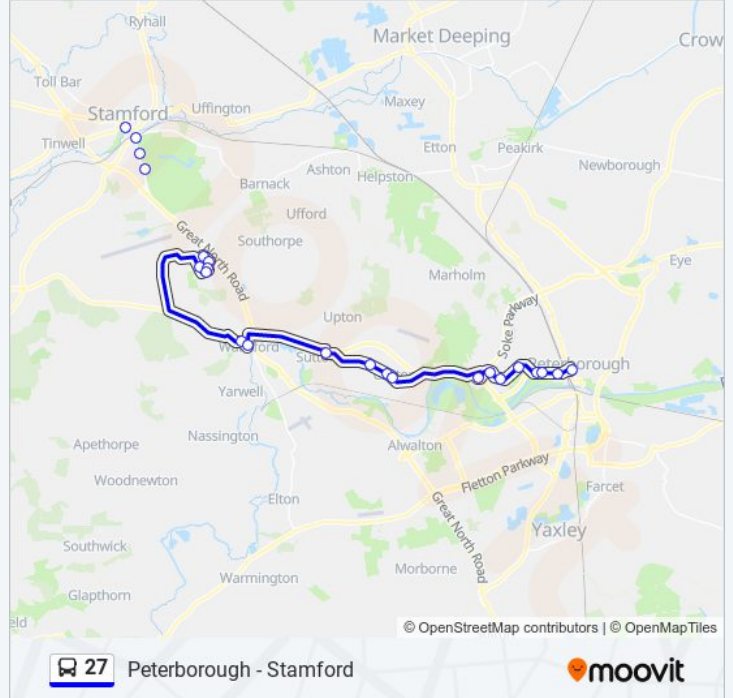 Ryhall
Market Deeping
Crow
Toll Bar
Stamford
Uffington
Maxey
Tinwell
Etton
Peakirk
Newborough
Ashton
Helpston
Barnack
Ufford
Great North Road
Southorpe
Eye
Marholm
Soke Parkway
Upton
Sutton
Peterborough
Yarwell
Nassington
Alwalton
Apethorpe
Fletton Parkway
Woodnewton
Farcet
Elton
Great North Road
Yaxley
Southwick
Morborne
Warmington
Glapthorn
eld
© OpenStreetMap contributors | © OpenMapTiles
27 Peterborough - Stamford
moovit